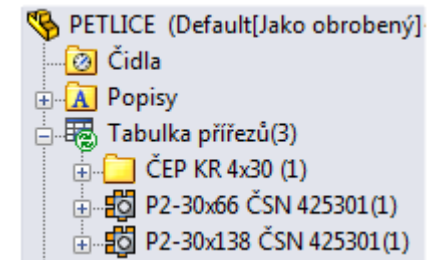 PETLICE (Default[Jako obrobený]
Čidla
Popisy
Tabulka přířezů(3)
ČEP KR 4x30 (1)
P2-30x66 ČSN 425301(1)
P2-30x138 ČSN 425301(1)